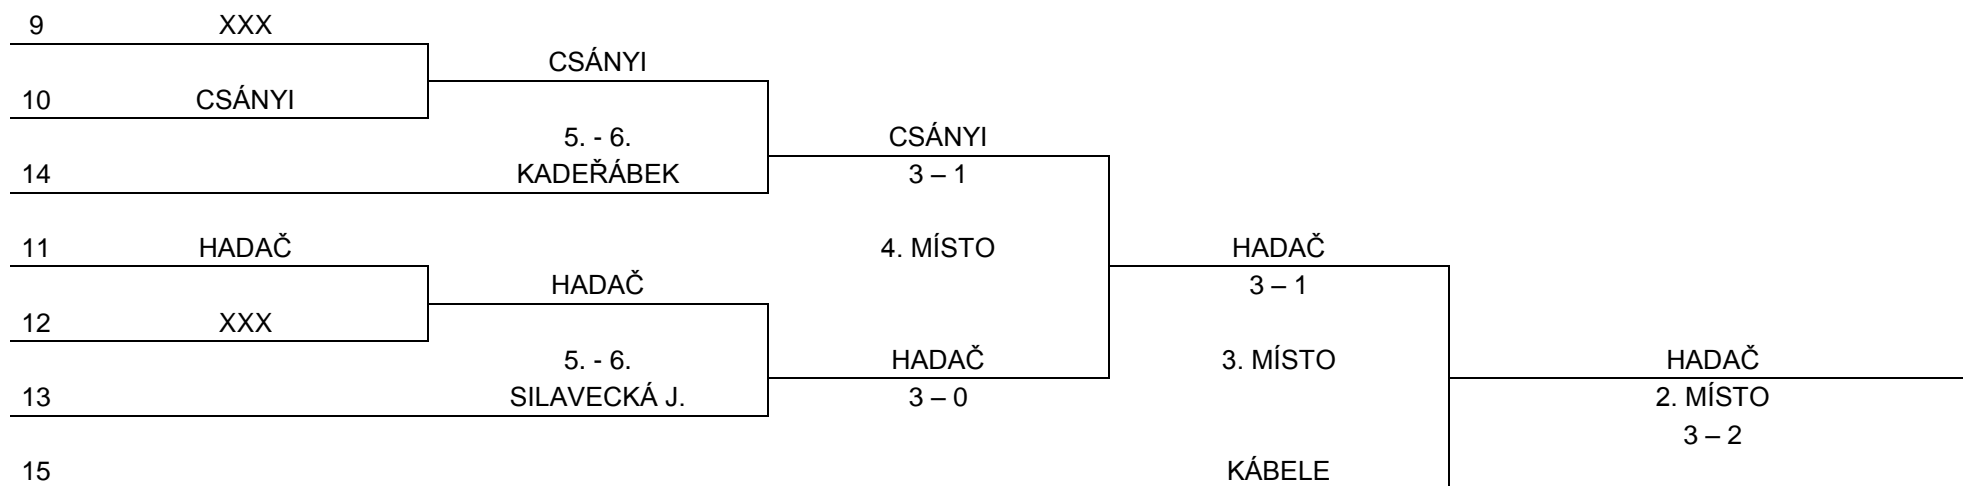 9 XXX
CSÁNYI
10 CSÁNYI
5. - 6. CSÁNYI
14 KADEŘÁBEK 3 – 1
11 HADAČ 4. MÍSTO HADAČ
HADAČ 3 – 1
12 XXX
5. - 6. HADAČ 3. MÍSTO HADAČ
13 SILAVECKÁ J. 3 – 0 2. MÍSTO
3 – 2
15 KÁBELE